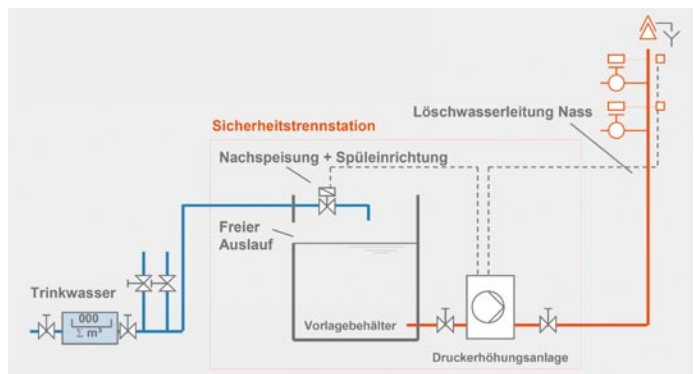 Löschwasserleitung Nass
Sicherheitstrennstation
Nachspeisung + Spüleinrichtung
Freier
Auslauf
Trinkwasser
000
Σ m³
Vorlagebehälter
Druckerhöhungsanlage